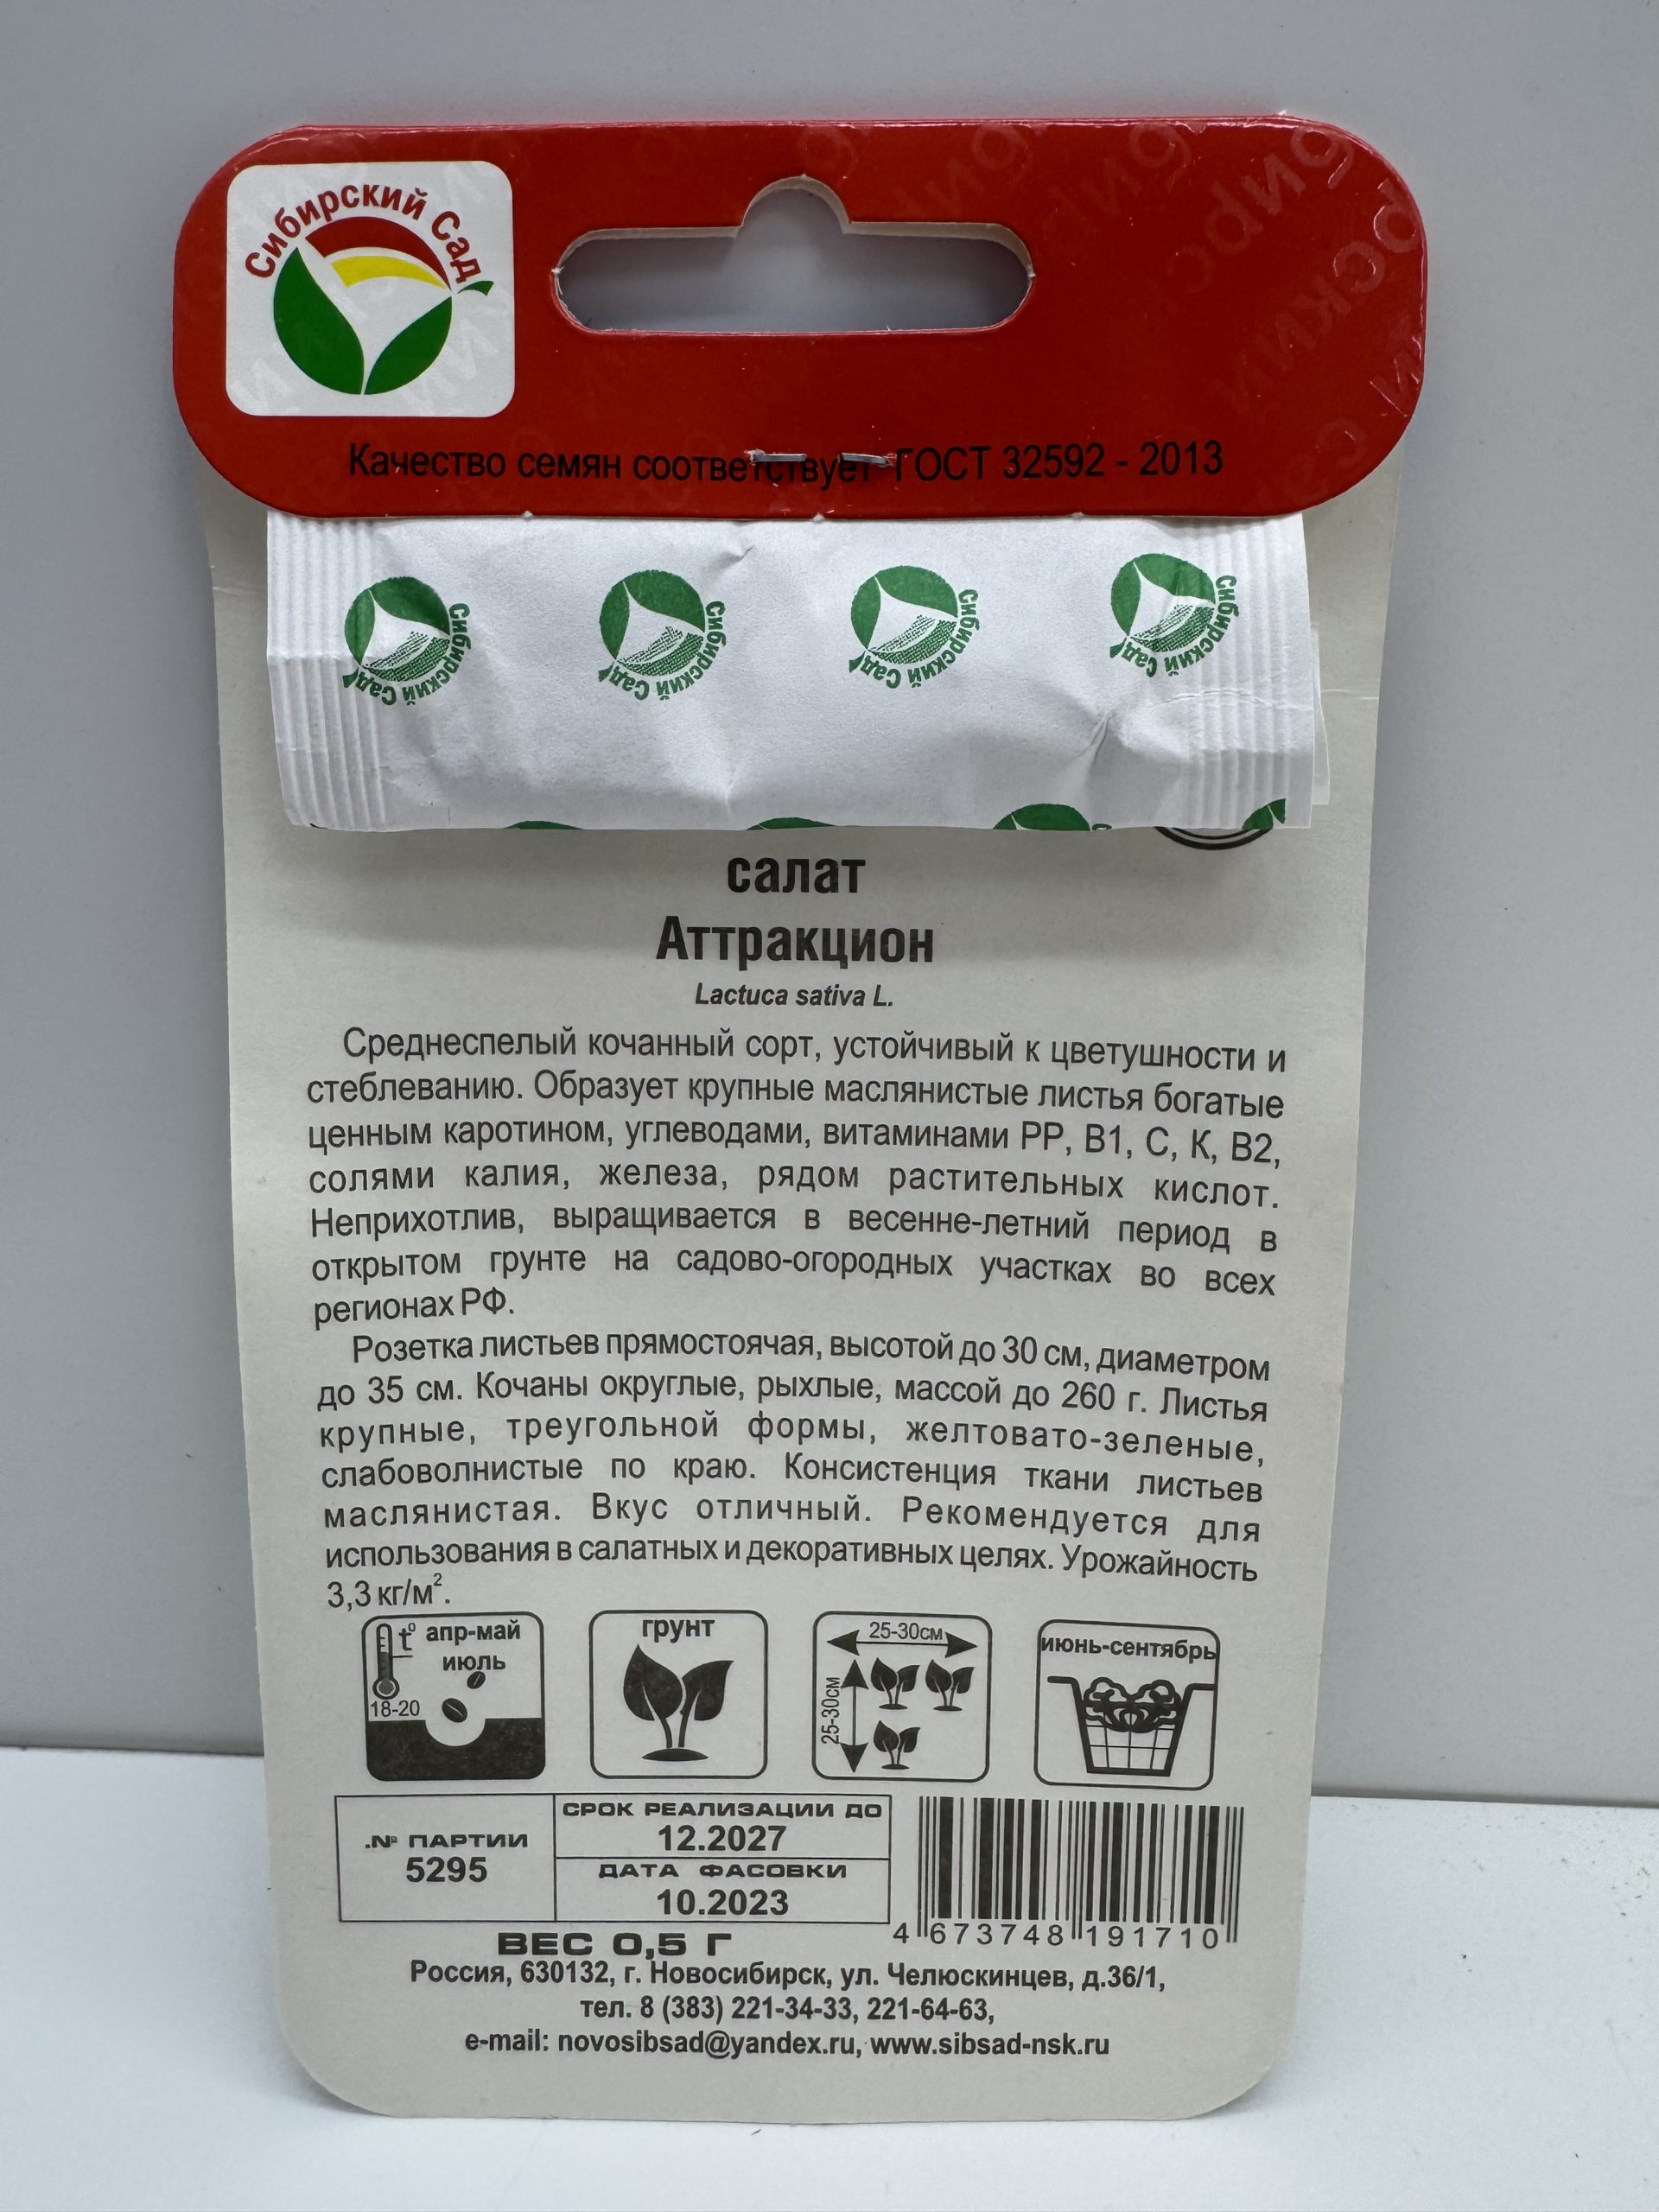 Сибирский Сад
Качество семян соответствует ГОСТ 32592 - 2013
Сибирский Сад
Сибирский Сад
Сибирский Сад
Сибирский Сад
салат
Аттракцион
Lactuca sativa L.
Среднеспелый кочанный сорт, устойчивый к цветушности и
стеблеванию. Образует крупные маслянистые листья богатые
ценным каротином, углеводами, витаминами РР, В1, С, К, В2,
солями калия, железа, рядом растительных кислот.
Неприхотлив, выращивается в весенне-летний период в
открытом грунте на садово-огородных участках во всех
регионах РФ.
Розетка листьев прямостоячая, высотой до 30 см, диаметром
до 35 см. Кочаны округлые, рыхлые, массой до 260 г. Листья
крупные, треугольной формы, желтовато-зеленые,
слабоволнистые по краю. Консистенция ткани листьев
маслянистая. Вкус отличный. Рекомендуется для
использования в салатных и декоративных целях. Урожайность
3,3 кг/м².
t° апр-май
июль
18-20
грунт
25-30см
25-30см
июнь-сентябрь
.№ ПАРТИИ
5295
СРОК РЕАЛИЗАЦИИ ДО
12.2027
ДАТА ФАСОВКИ
10.2023
4 673748 191710
ВЕС 0,5 Г
Россия, 630132, г. Новосибирск, ул. Челюскинцев, д.36/1,
тел. 8 (383) 221-34-33, 221-64-63,
e-mail: novosibsad@yandex.ru, www.sibsad-nsk.ru